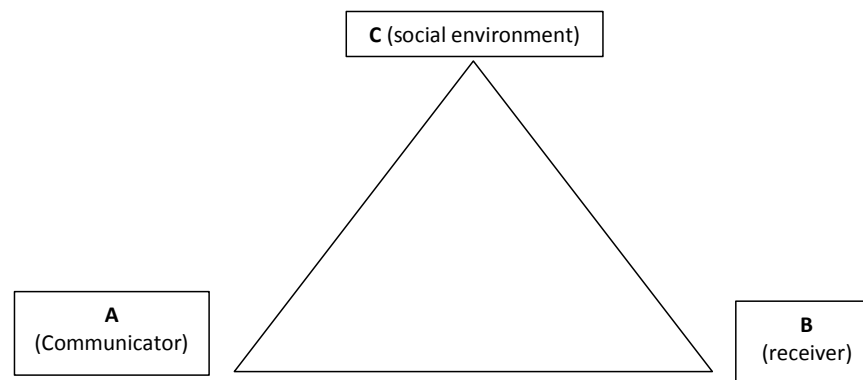 C (social environment)
A
(Communicator)
B
(receiver)